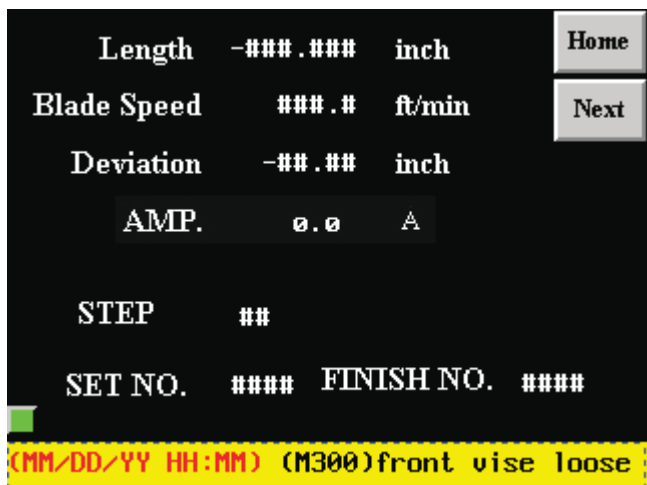 Length -###.### inch Home
Blade Speed ###.# ft/min Next
Deviation -##.## inch
AMP. 0.0 A
STEP ##
SET NO. #### FINISH NO. ####
(MM/DD/YY HH:MM) (M300)front vise loose